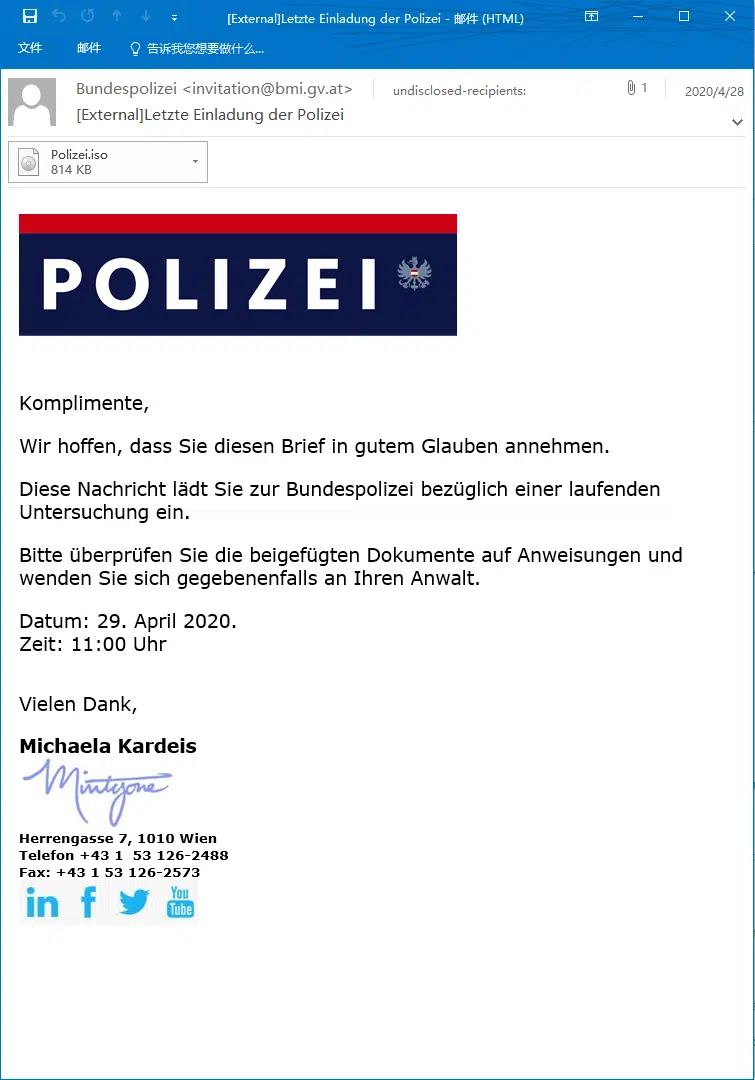 [External]Letzte Einladung der Polizei - 邮件 (HTML)
文件 邮件 告诉我您想要做什么...
Bundespolizei <invitation@bmi.gv.at> undisclosed-recipients: 1 2020/4/28
[External]Letzte Einladung der Polizei
Polizei.iso
814 KB
POLIZEI
Komplimente,
Wir hoffen, dass Sie diesen Brief in gutem Glauben annehmen.
Diese Nachricht lädt Sie zur Bundespolizei bezüglich einer laufenden
Untersuchung ein.
Bitte überprüfen Sie die beigefügten Dokumente auf Anweisungen und
wenden Sie sich gegebenenfalls an Ihren Anwalt.
Datum: 29. April 2020.
Zeit: 11:00 Uhr
Vielen Dank,
Michaela Kardeis
Mintyone
Herrengasse 7, 1010 Wien
Telefon +43 1  53 126-2488
Fax: +43 1 53 126-2573
in f You Tube